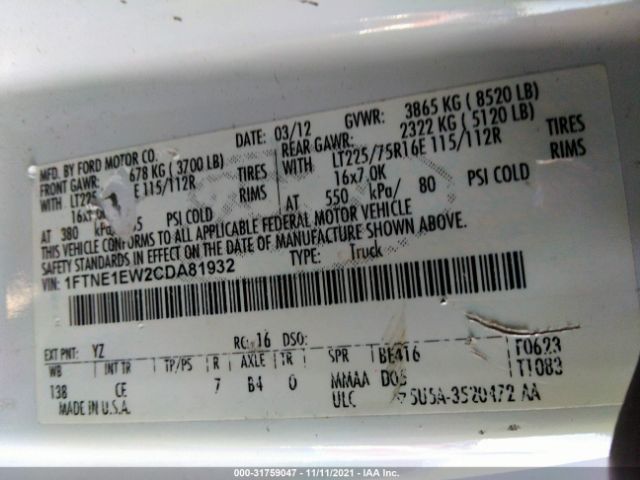 MFD. BY FORD MOTOR CO.
DATE: 03/12 GVWR: 3865 KG ( 8520 LB)
FRONT GAWR: 678 KG ( 3700 LB) REAR GAWR: 2322 KG ( 5120 LB)
WITH LT225 E 115/112R TIRES WITH LT225/75R16E 115/112R TIRES
RIMS 16x7.0K RIMS
AT 380 PSI COLD AT 550 kPa/ 80 PSI COLD
THIS VEHICLE CONFORMS TO ALL APPLICABLE FEDERAL MOTOR VEHICLE
SAFETY STANDARDS IN EFFECT ON THE DATE OF MANUFACTURE SHOWN ABOVE.
VIN: 1FTNE1EW2CDA81932 TYPE: Truck
EXT PNT: YZ RC: 16 DSO: F0623
WB INT TR TP/PS R AXLE TR SPR BE416 T1083
138 CE 7 B4 0 MMAA
MADE IN U.S.A. ULC 5U5A-3520472 AA
000-31759047 - 11/11/2021 - IAA Inc.